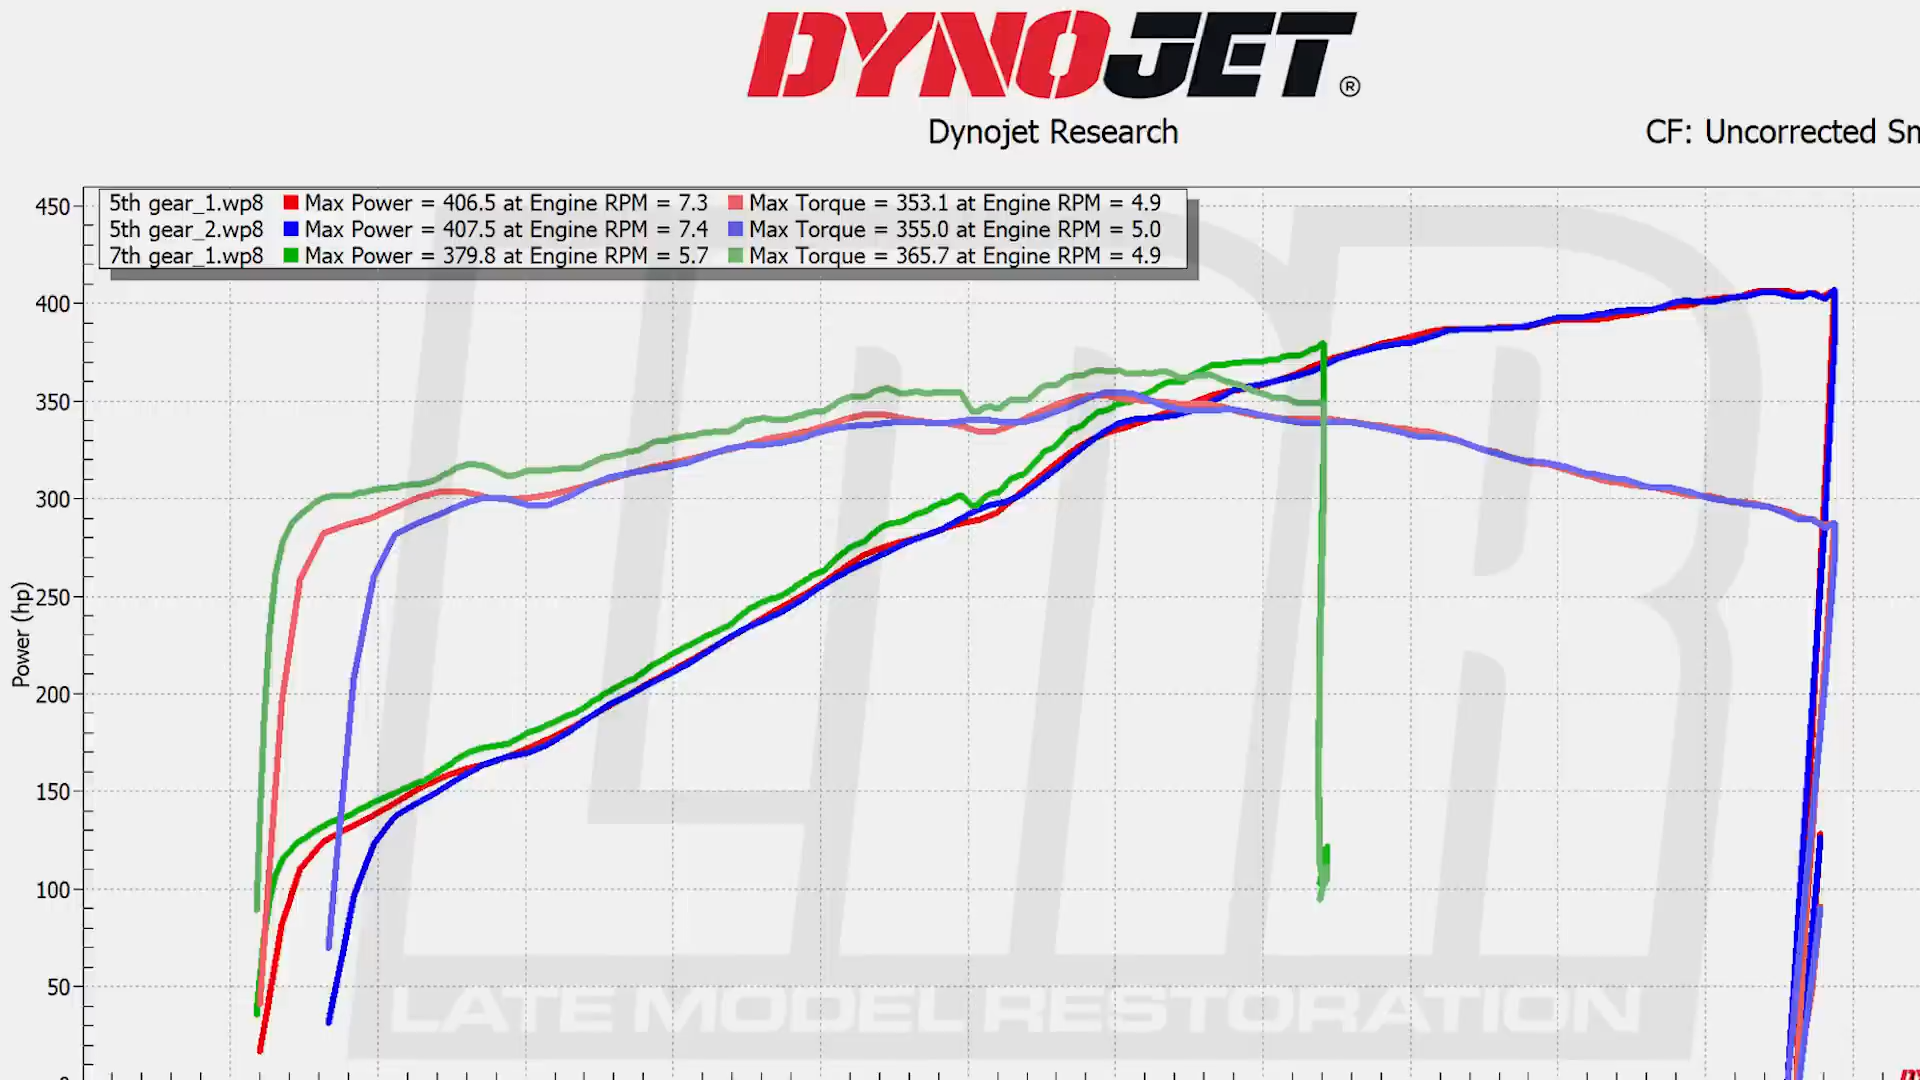 DYNOJET®
Dynojet Research
CF: Uncorrected Sm
5th gear_1.wp8 Max Power = 406.5 at Engine RPM = 7.3 Max Torque = 353.1 at Engine RPM = 4.9
5th gear_2.wp8 Max Power = 407.5 at Engine RPM = 7.4 Max Torque = 355.0 at Engine RPM = 5.0
7th gear_1.wp8 Max Power = 379.8 at Engine RPM = 5.7 Max Torque = 365.7 at Engine RPM = 4.9
450
400
350
300
250
200
150
100
50
Power (hp)
LMR
LATE MODEL RESTORATION